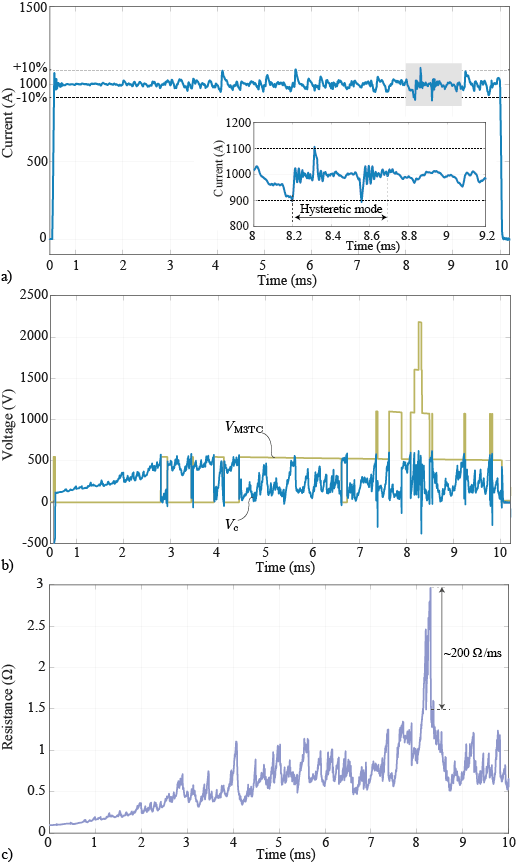 1500
+10%
1000
-10%
500
0
Current (A)
1200
1100
1000
900
800
Current (A)
Hysteretic mode
8 8.2 8.4 8.6 8.8 9 9.2
Time (ms)
0 1 2 3 4 5 6 7 8 9 10
Time (ms)
a)
2500
2000
1500
1000
500
0
-500
Voltage (V)
VM3TC
Vc
0 1 2 3 4 5 6 7 8 9 10
Time (ms)
b)
3
2.5
2
1.5
1
0.5
0
Resistance (Ω)
~200 Ω/ms
0 1 2 3 4 5 6 7 8 9 10
Time (ms)
c)